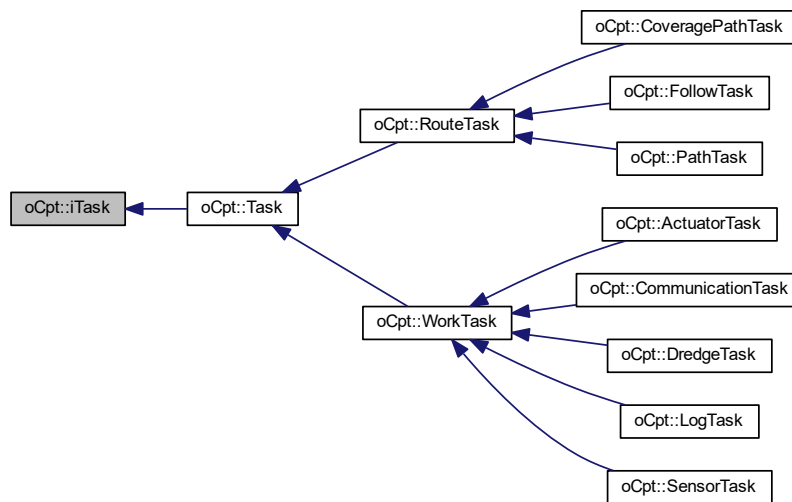 oCpt::CoveragePathTask
oCpt::FollowTask
oCpt::RouteTask
oCpt::PathTask
oCpt::iTask
oCpt::Task
oCpt::ActuatorTask
oCpt::CommunicationTask
oCpt::WorkTask
oCpt::DredgeTask
oCpt::LogTask
oCpt::SensorTask